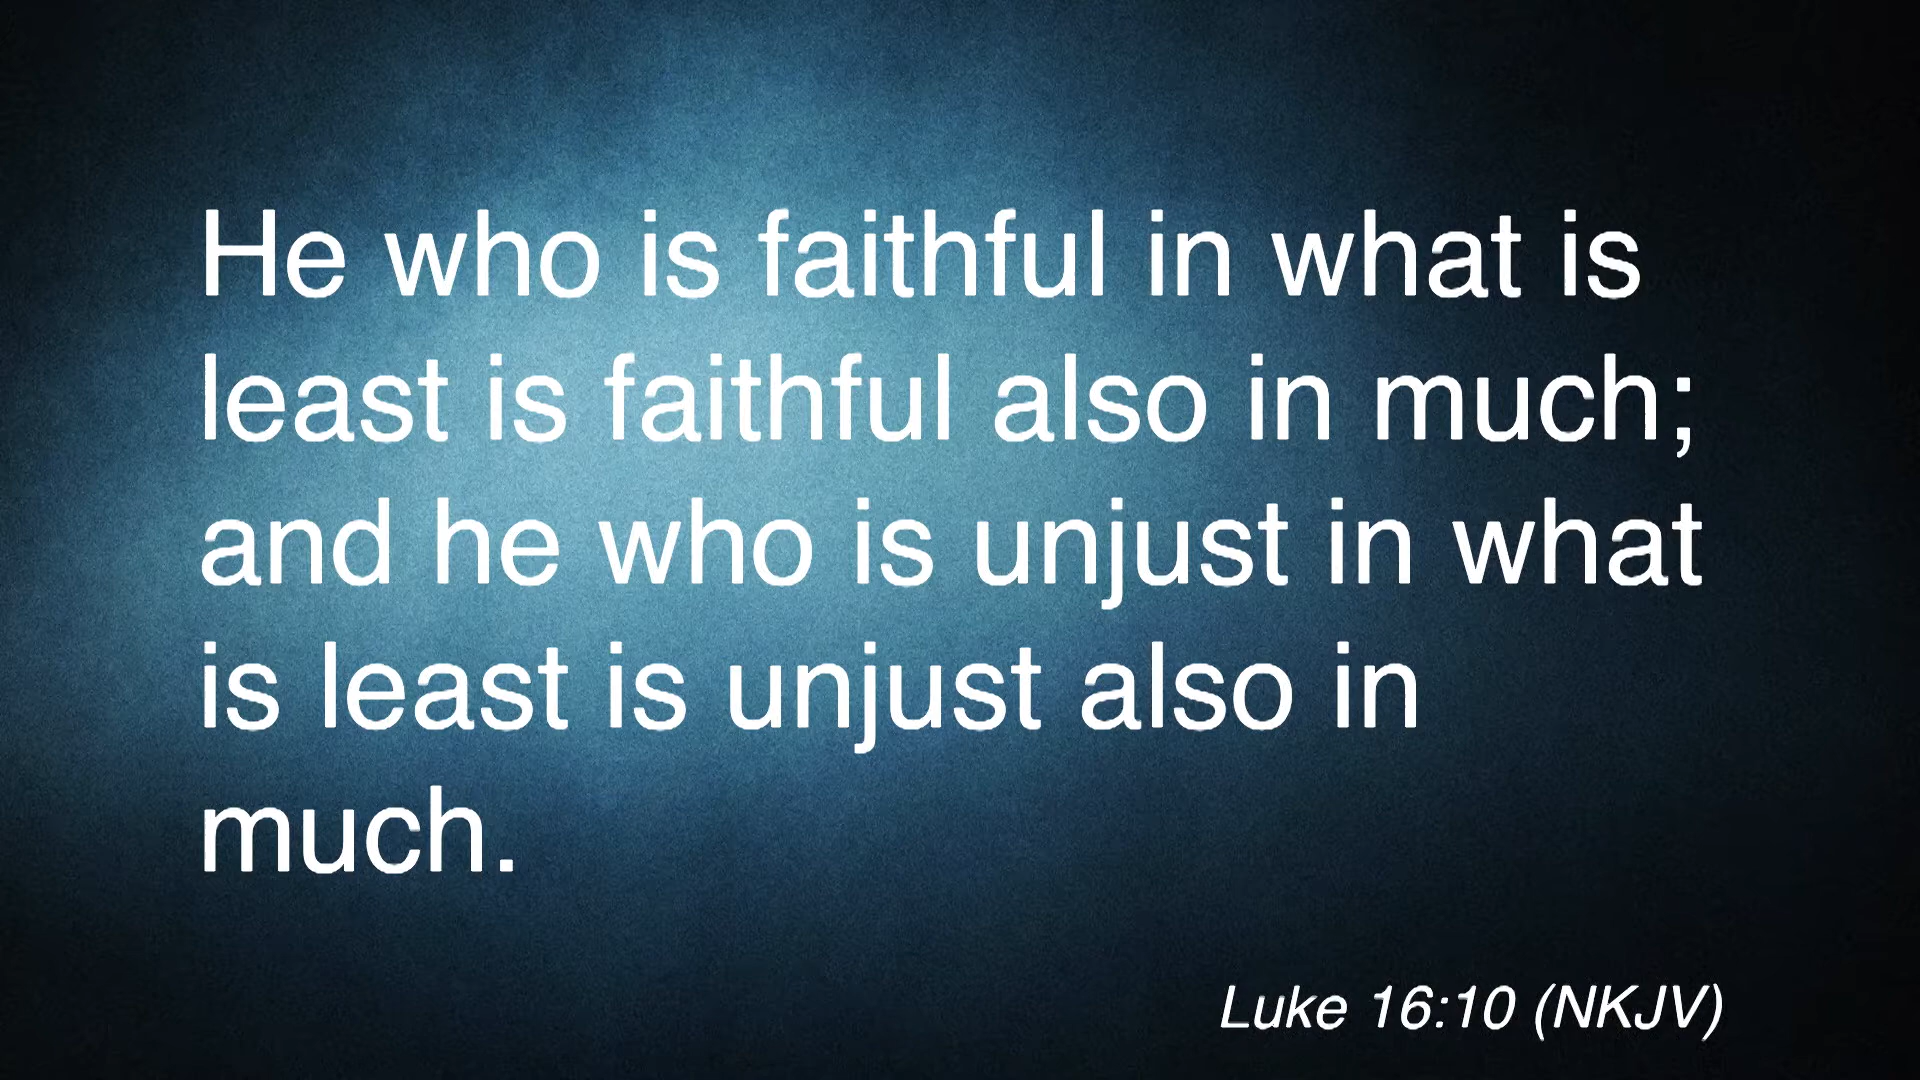 He who is faithful in what is
least is faithful also in much;
and he who is unjust in what
is least is unjust also in
much.
Luke 16:10 (NKJV)